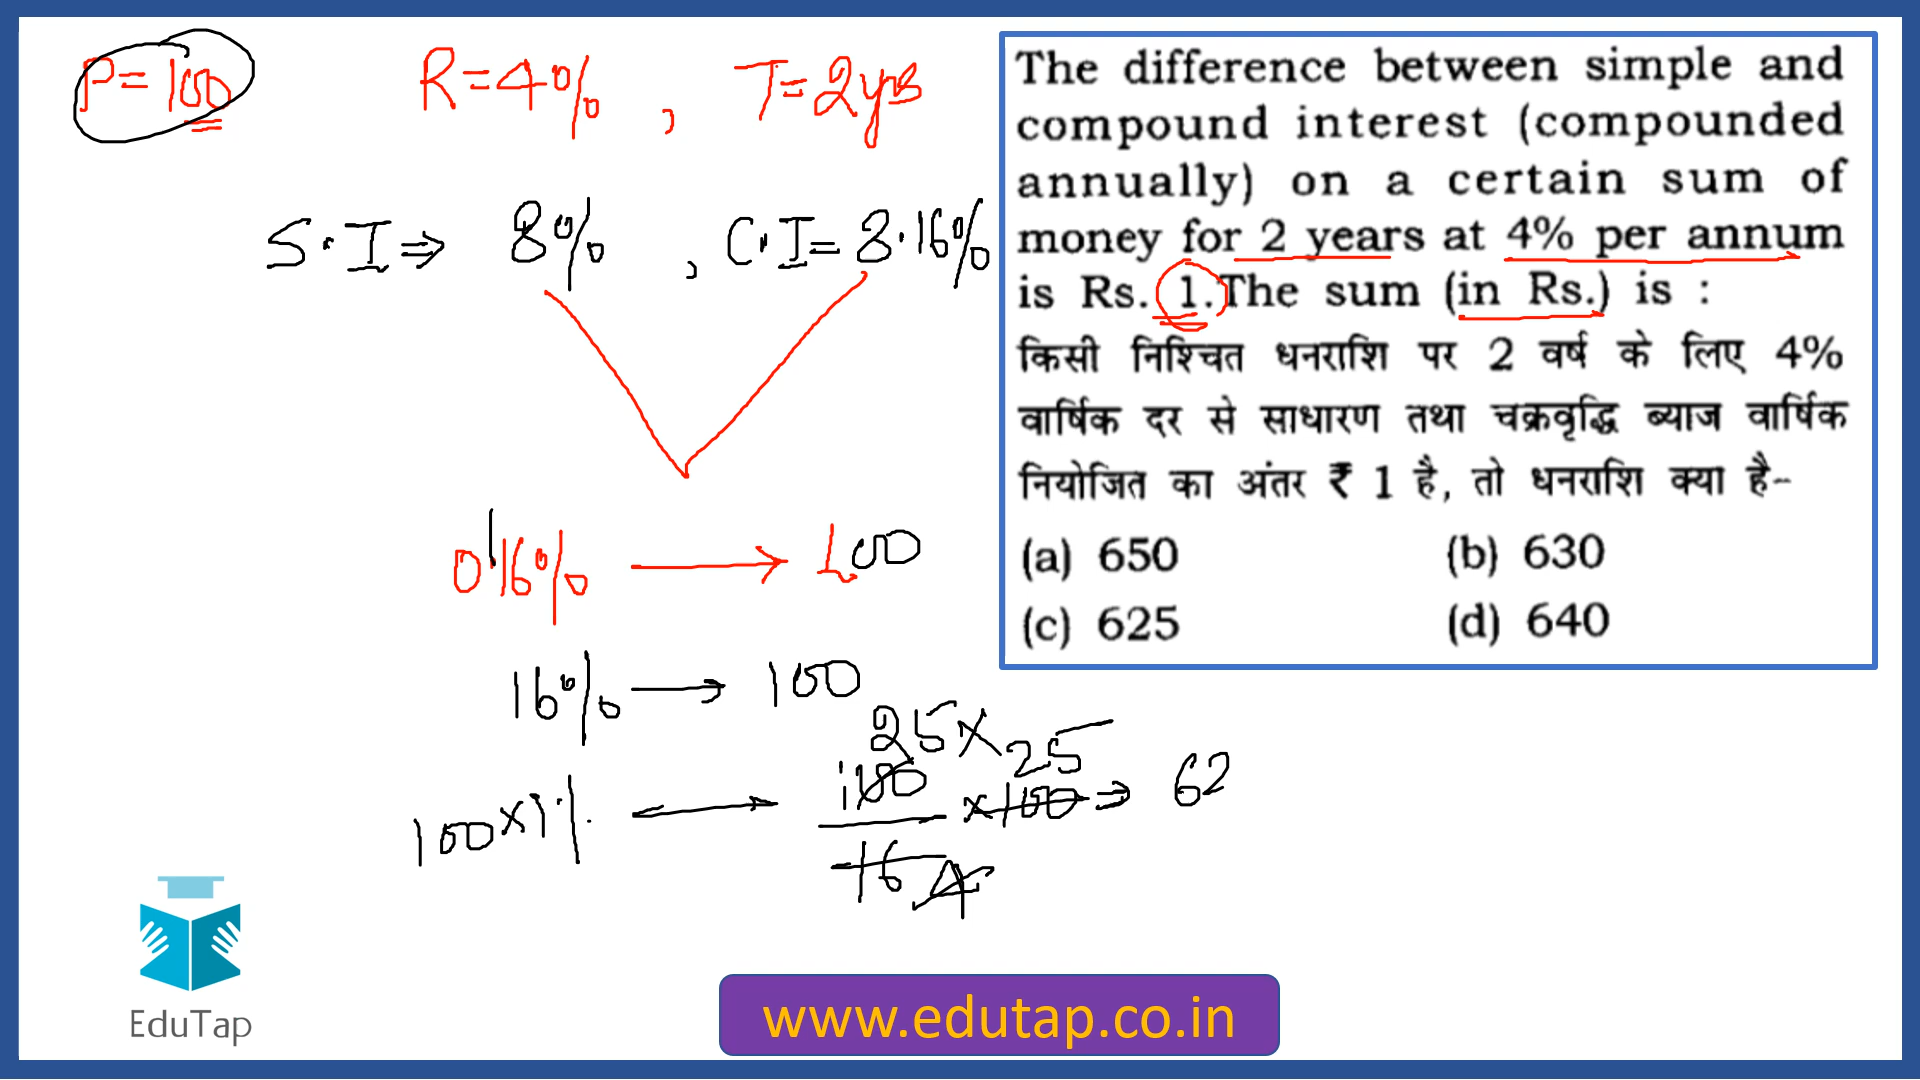 P = 100 R = 4% , T = 2yrs
S.I ⇒ 8% , C.I = 8.16%
0.16% → 100
16% → 100
25 × 25
100 × 1% → 100 × 100 ⇒ 62
16 4
The difference between simple and
compound interest (compounded
annually) on a certain sum of
money for 2 years at 4% per annum
is Rs. 1. The sum (in Rs.) is :
किसी निश्चित धनराशि पर 2 वर्ष के लिए 4%
वार्षिक दर से साधारण तथा चक्रवृद्धि ब्याज वार्षिक
नियोजित का अंतर ₹ 1 है, तो धनराशि क्या है-
(a) 650 (b) 630
(c) 625 (d) 640
EduTap
www.edutap.co.in